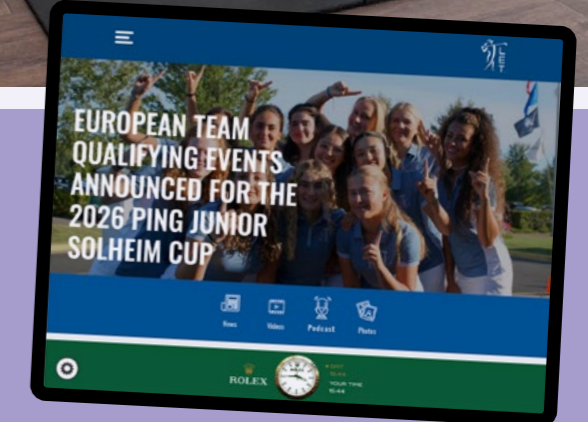 LET
EUROPEAN TEAM
QUALIFYING EVENTS
ANNOUNCED FOR THE
2026 PING JUNIOR
SOLHEIM CUP
News
Videos
Podcast
Photos
ROLEX
YOUR TIME